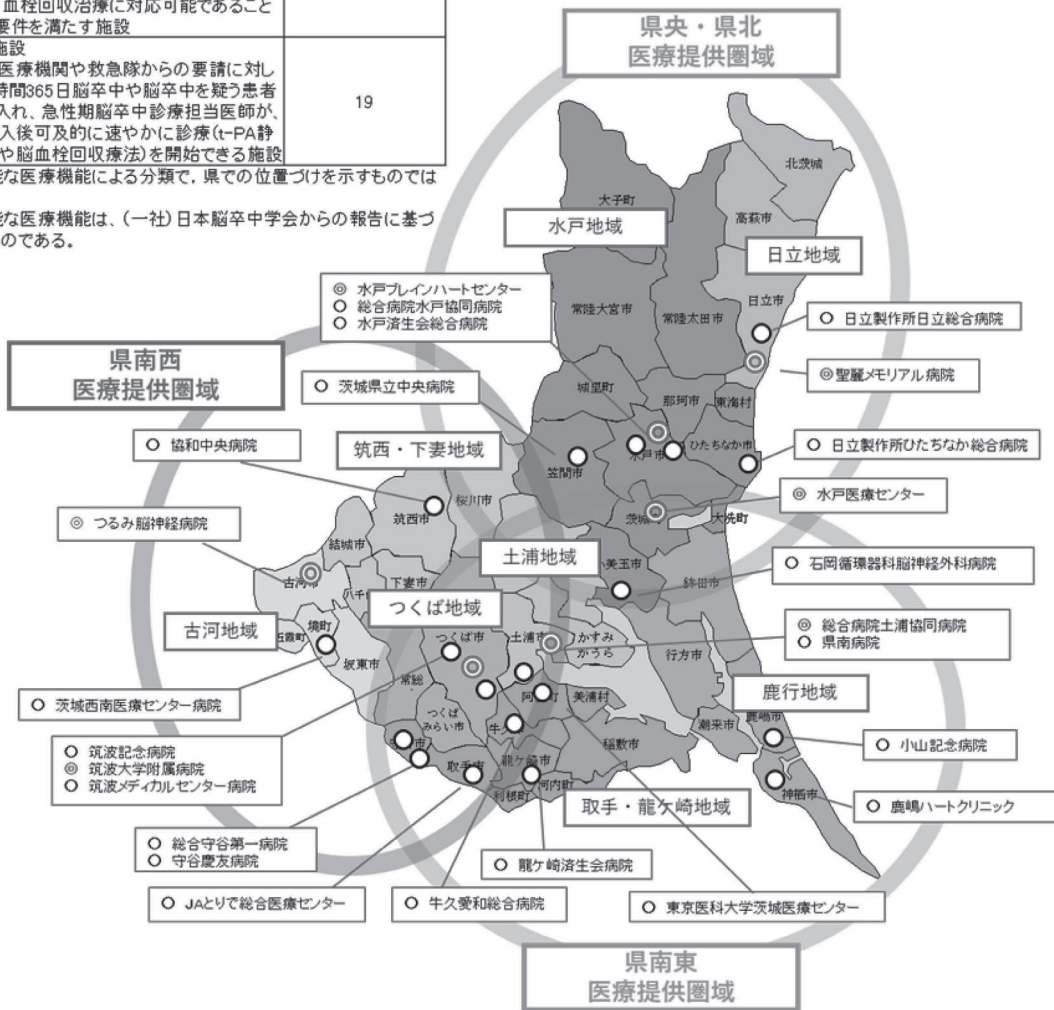 血栓回収治療に対応可能であること
要件を満たす施設
施設
医療機関や救急隊からの要請に対し
時間365日脳卒中や脳卒中を疑う患者
入れ、急性期脳卒中診療担当医師が、
入後可及的に速やかに診療(t-PA静
や脳血栓回収療法)を開始できる施設
19
能な医療機能による分類で，県での位置づけを示すものでは
能な医療機能は、(一社)日本脳卒中学会からの報告に基づ
のである。
県央・県北
医療提供圏域
北茨城
大子町
高萩市
水戸地域
日立地域
◎ 水戸ブレインハートセンター
○ 総合病院水戸協同病院
○ 水戸済生会総合病院
日立市
常陸大宮市
常陸太田市
○ 日立製作所日立総合病院
県南西
医療提供圏域
◎聖麗メモリアル病院
○ 茨城県立中央病院
城里町
那珂市
東海村
○ 協和中央病院
筑西・下妻地域
水戸市
ひたちなか市
○ 日立製作所ひたちなか総合病院
笠間市
◎ 水戸医療センター
桜川市
筑西市
茨城
大洗町
◎ つるみ脳神経病院
結城市
土浦地域
美玉市
○ 石岡循環器科脳神経外科病院
古河市
八千
下妻市
鉾田市
つくば地域
◎ 総合病院土浦協同病院
○ 県南病院
古河地域
五霞町
境町
つくば市
土浦市
かすみ
がうら
行方市
坂東市
常総
鹿行地域
○ 茨城西南医療センター病院
阿
町
美浦村
つくば
みらい市
牛久
潮来市
鹿嶋市
○ 筑波記念病院
◎ 筑波大学附属病院
○ 筑波メディカルセンター病院
市
取手
龍ケ崎市
稲敷市
○ 小山記念病院
利根町
河内町
取手・龍ケ崎地域
神栖市
○ 鹿嶋ハートクリニック
○ 総合守谷第一病院
○ 守谷慶友病院
○ 龍ケ崎済生会病院
○ JAとりで総合医療センター
○ 牛久愛和総合病院
○ 東京医科大学茨城医療センター
県南東
医療提供圏域